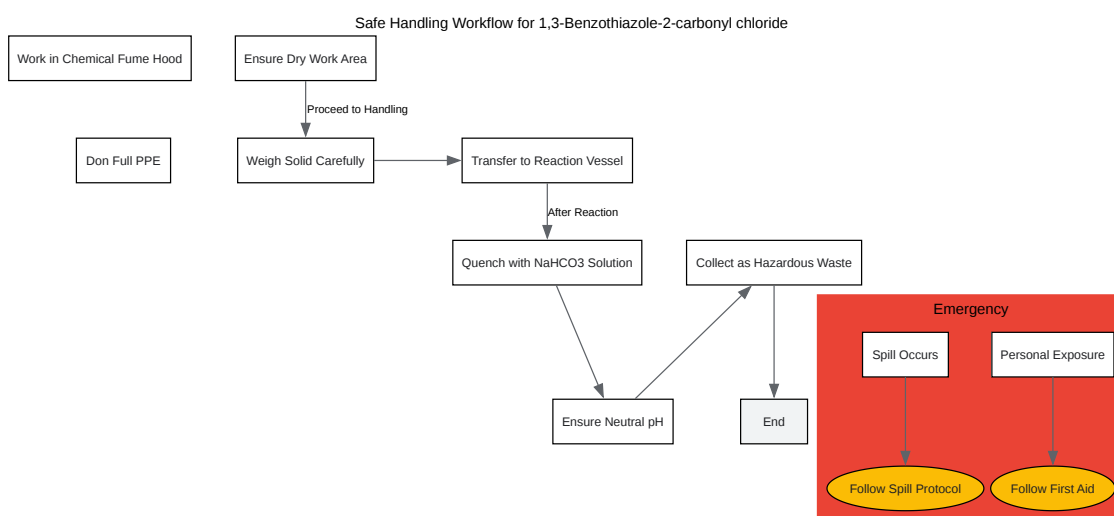 Safe Handling Workflow for 1,3-Benzothiazole-2-carbonyl chloride
Work in Chemical Fume Hood
Ensure Dry Work Area
Proceed to Handling
Don Full PPE
Weigh Solid Carefully
Transfer to Reaction Vessel
After Reaction
Quench with NaHCO3 Solution
Collect as Hazardous Waste
Emergency
Spill Occurs
Personal Exposure
Ensure Neutral pH
End
Follow Spill Protocol
Follow First Aid